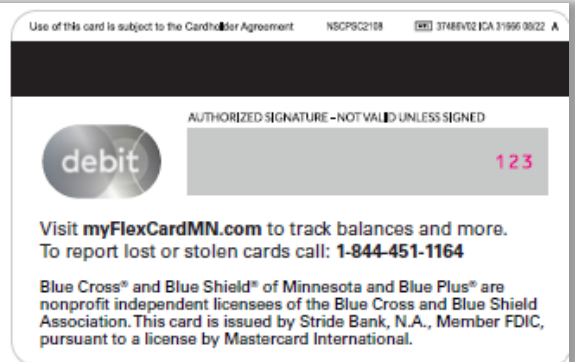 Use of this card is subject to the Cardholder Agreement NSCPSC2108 37486V02 ICA 31666 08/22 A
AUTHORIZED SIGNATURE – NOT VALID UNLESS SIGNED
debit
123
Visit myFlexCardMN.com to track balances and more.
To report lost or stolen cards call: 1-844-451-1164
Blue Cross® and Blue Shield® of Minnesota and Blue Plus® are
nonprofit independent licensees of the Blue Cross and Blue Shield
Association. This card is issued by Stride Bank, N.A., Member FDIC,
pursuant to a license by Mastercard International.